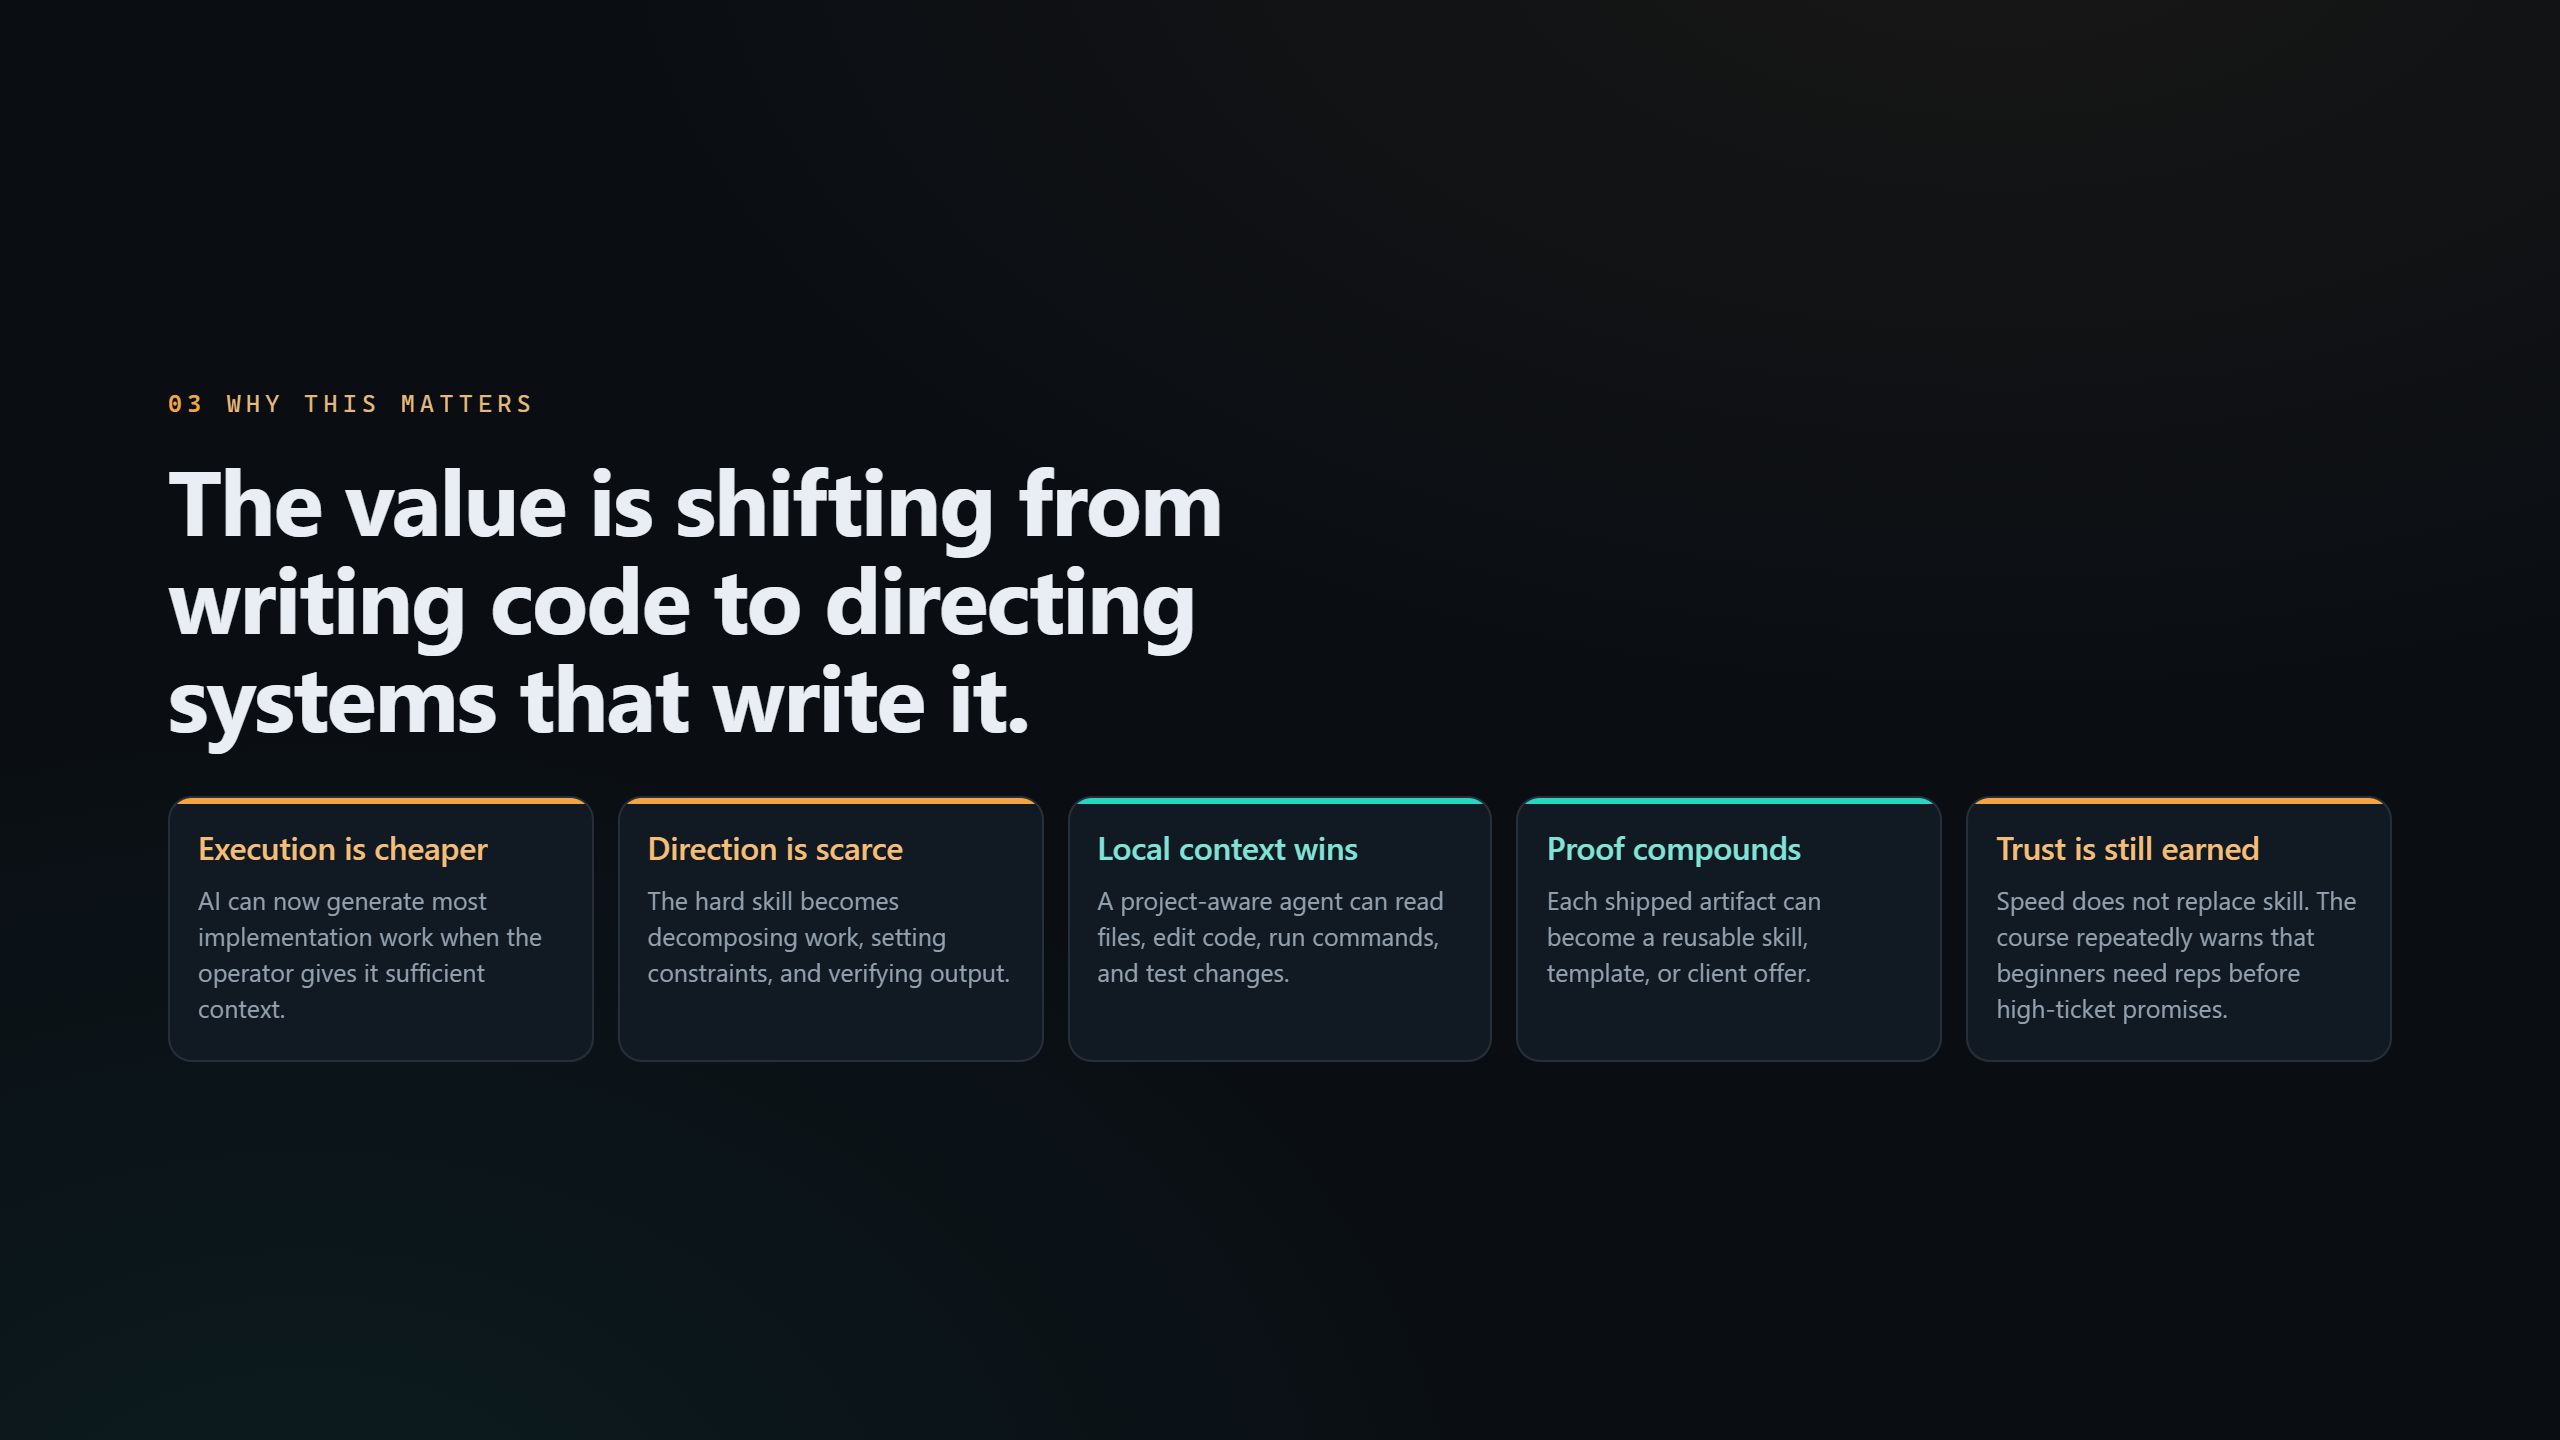 03 WHY THIS MATTERS
The value is shifting from
writing code to directing
systems that write it.
Execution is cheaper
AI can now generate most
implementation work when the
operator gives it sufficient
context.
Direction is scarce
The hard skill becomes
decomposing work, setting
constraints, and verifying output.
Local context wins
A project-aware agent can read
files, edit code, run commands,
and test changes.
Proof compounds
Each shipped artifact can
become a reusable skill,
template, or client offer.
Trust is still earned
Speed does not replace skill. The
course repeatedly warns that
beginners need reps before
high-ticket promises.